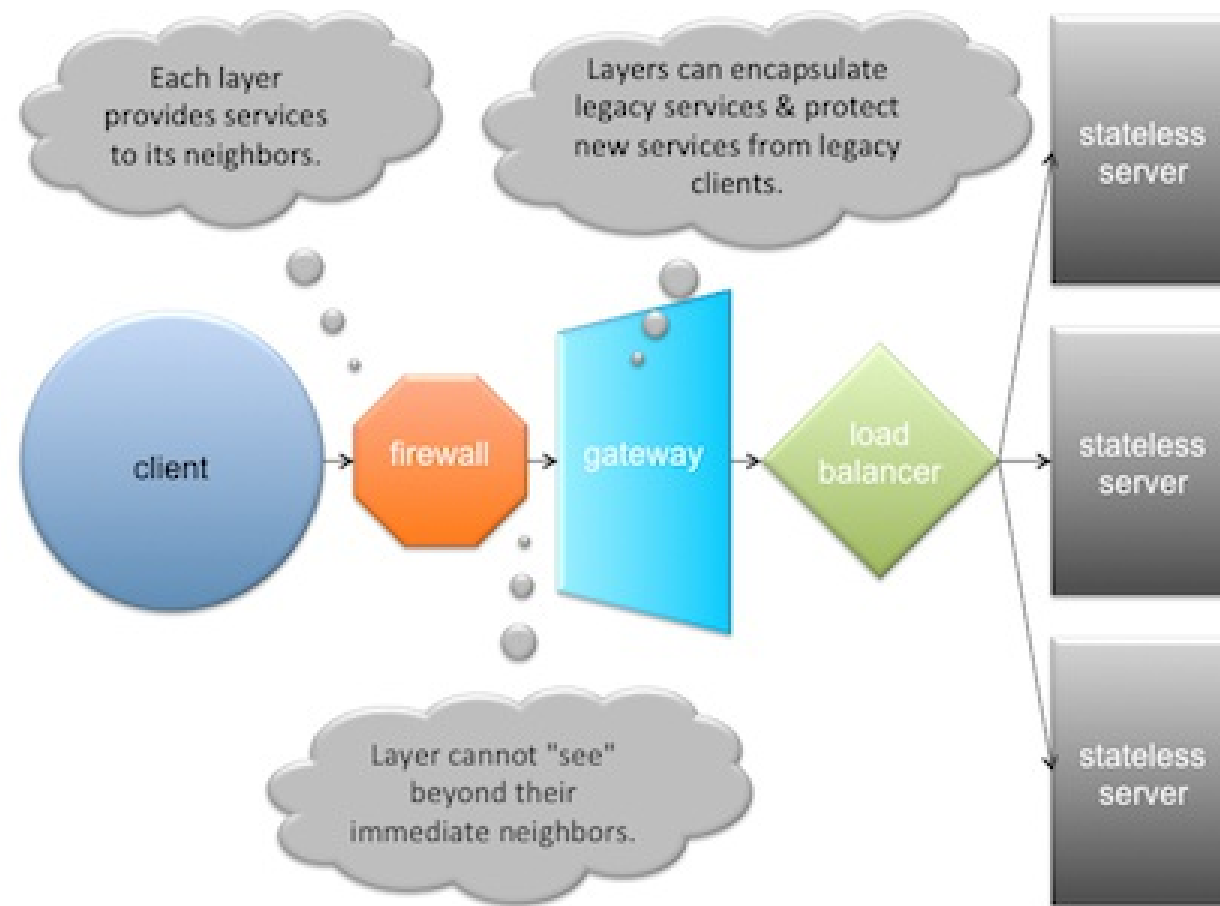 Each layer
provides services
to its neighbors.
Layers can encapsulate
legacy services & protect
new services from legacy
clients.
stateless
server
client
firewall
gateway
load
balancer
stateless
server
Layer cannot "see"
beyond their
immediate neighbors.
stateless
server